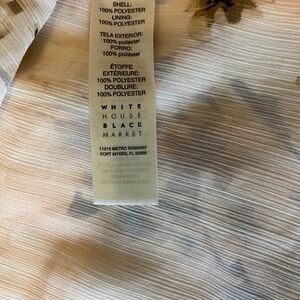 SHELL:
100% POLYESTER
LINING:
100% POLYESTER
TELA EXTERIOR:
100% poliéster
FORRO:
100% poliéster
ÉTOFFE
EXTÉRIEURE:
100% POLYESTER
DOUBLURE:
100% POLYESTER
WHITE
HOUSE
BLACK
MARKET
11215 METRO PARKWAY
FORT MYERS, FL 33966